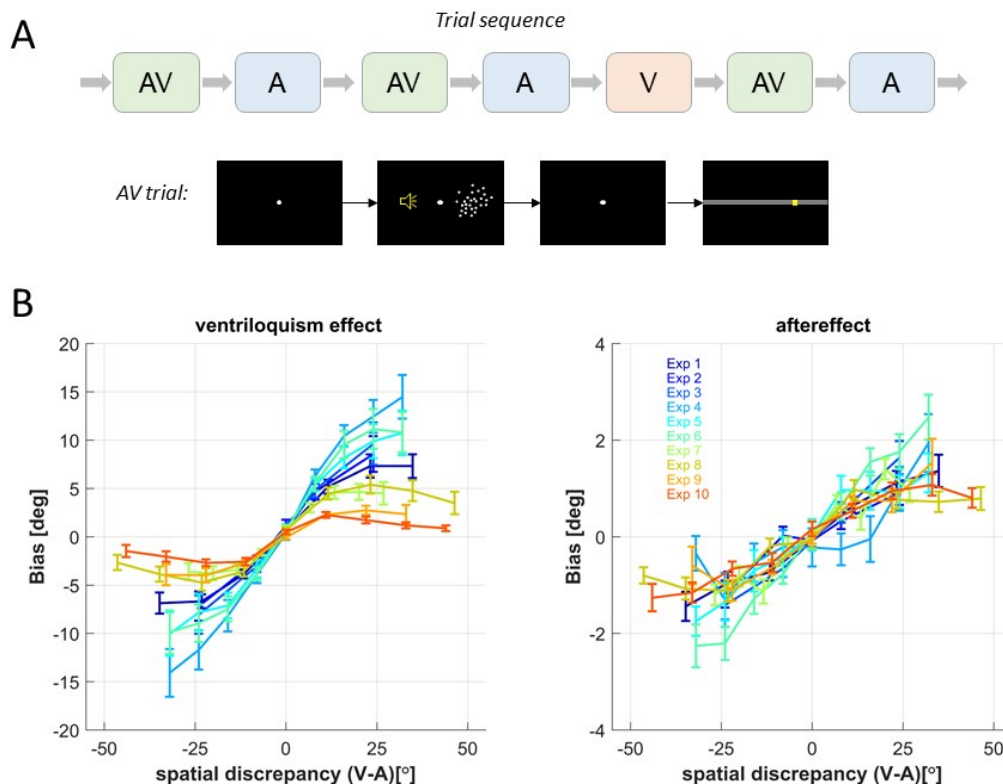 A
Trial sequence
AV A AV A V AV A
AV trial:
B
ventriloquism effect
Bias [deg]
20
15
10
5
0
-5
-10
-15
-20
-50 -25 0 25 50
spatial discrepancy (V-A)[°]
aftereffect
Bias [deg]
4
2
0
-2
-4
Exp 1
Exp 2
Exp 3
Exp 4
Exp 5
Exp 6
Exp 7
Exp 8
Exp 9
Exp 10
-50 -25 0 25 50
spatial discrepancy (V-A)[°]